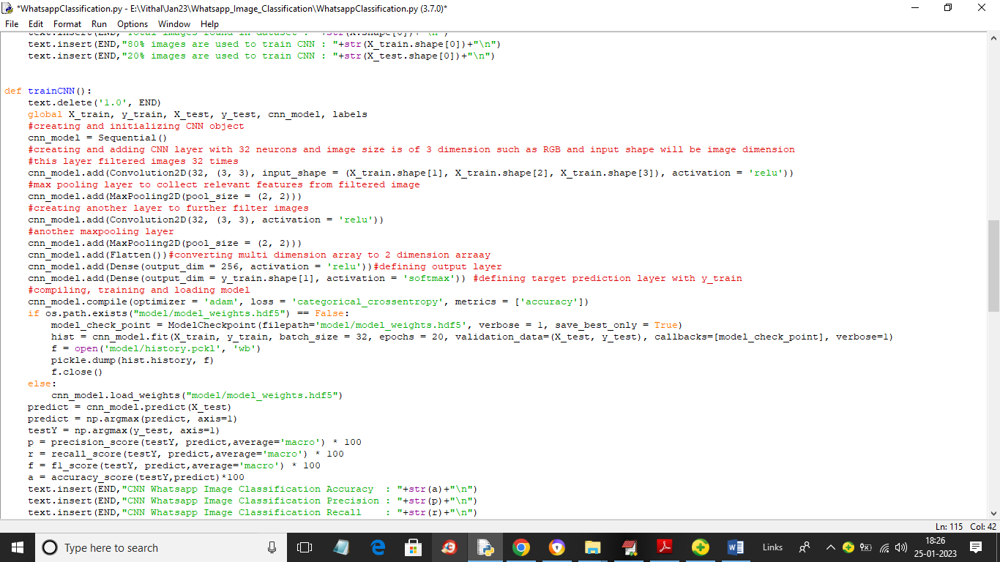 *WhatsappClassification.py - E:\Vithal\Jan23\Whatsapp_Image_Classification\WhatsappClassification.py (3.7.0)*
File Edit Format Run Options Window Help
text.insert(END,"Total images found in dataset : "+str(X.shape[0])+"\n")
text.insert(END,"80% images are used to train CNN : "+str(X_train.shape[0])+"\n")
text.insert(END,"20% images are used to train CNN : "+str(X_test.shape[0])+"\n")
def trainCNN():
text.delete('1.0', END)
global X_train, y_train, X_test, y_test, cnn_model, labels
#creating and initializing CNN object
cnn_model = Sequential()
#creating and adding CNN layer with 32 neurons and image size is of 3 dimension such as RGB and input shape will be image dimension
#this layer filtered images 32 times
cnn_model.add(Convolution2D(32, (3, 3), input_shape = (X_train.shape[1], X_train.shape[2], X_train.shape[3]), activation = 'relu'))
#max pooling layer to collect relevant features from filtered image
cnn_model.add(MaxPooling2D(pool_size = (2, 2)))
#creating another layer to further filter images
cnn_model.add(Convolution2D(32, (3, 3), activation = 'relu'))
#another maxpooling layer
cnn_model.add(MaxPooling2D(pool_size = (2, 2)))
cnn_model.add(Flatten())#converting multi dimension array to 2 dimension arraay
cnn_model.add(Dense(output_dim = 256, activation = 'relu'))#defining output layer
cnn_model.add(Dense(output_dim = y_train.shape[1], activation = 'softmax')) #defining target prediction layer with y_train
#compiling, training and loading model
cnn_model.compile(optimizer = 'adam', loss = 'categorical_crossentropy', metrics = ['accuracy'])
if os.path.exists("model/model_weights.hdf5") == False:
model_check_point = ModelCheckpoint(filepath='model/model_weights.hdf5', verbose = 1, save_best_only = True)
hist = cnn_model.fit(X_train, y_train, batch_size = 32, epochs = 20, validation_data=(X_test, y_test), callbacks=[model_check_point], verbose=1)
f = open('model/history.pckl', 'wb')
pickle.dump(hist.history, f)
f.close()
else:
cnn_model.load_weights("model/model_weights.hdf5")
predict = cnn_model.predict(X_test)
predict = np.argmax(predict, axis=1)
testY = np.argmax(y_test, axis=1)
p = precision_score(testY, predict,average='macro') * 100
r = recall_score(testY, predict,average='macro') * 100
f = f1_score(testY, predict,average='macro') * 100
a = accuracy_score(testY,predict)*100
text.insert(END,"CNN Whatsapp Image Classification Accuracy  : "+str(a)+"\n")
text.insert(END,"CNN Whatsapp Image Classification Precision : "+str(p)+"\n")
text.insert(END,"CNN Whatsapp Image Classification Recall    : "+str(r)+"\n")
Ln: 115 Col: 42
Type here to search
Links
18:26
25-01-2023